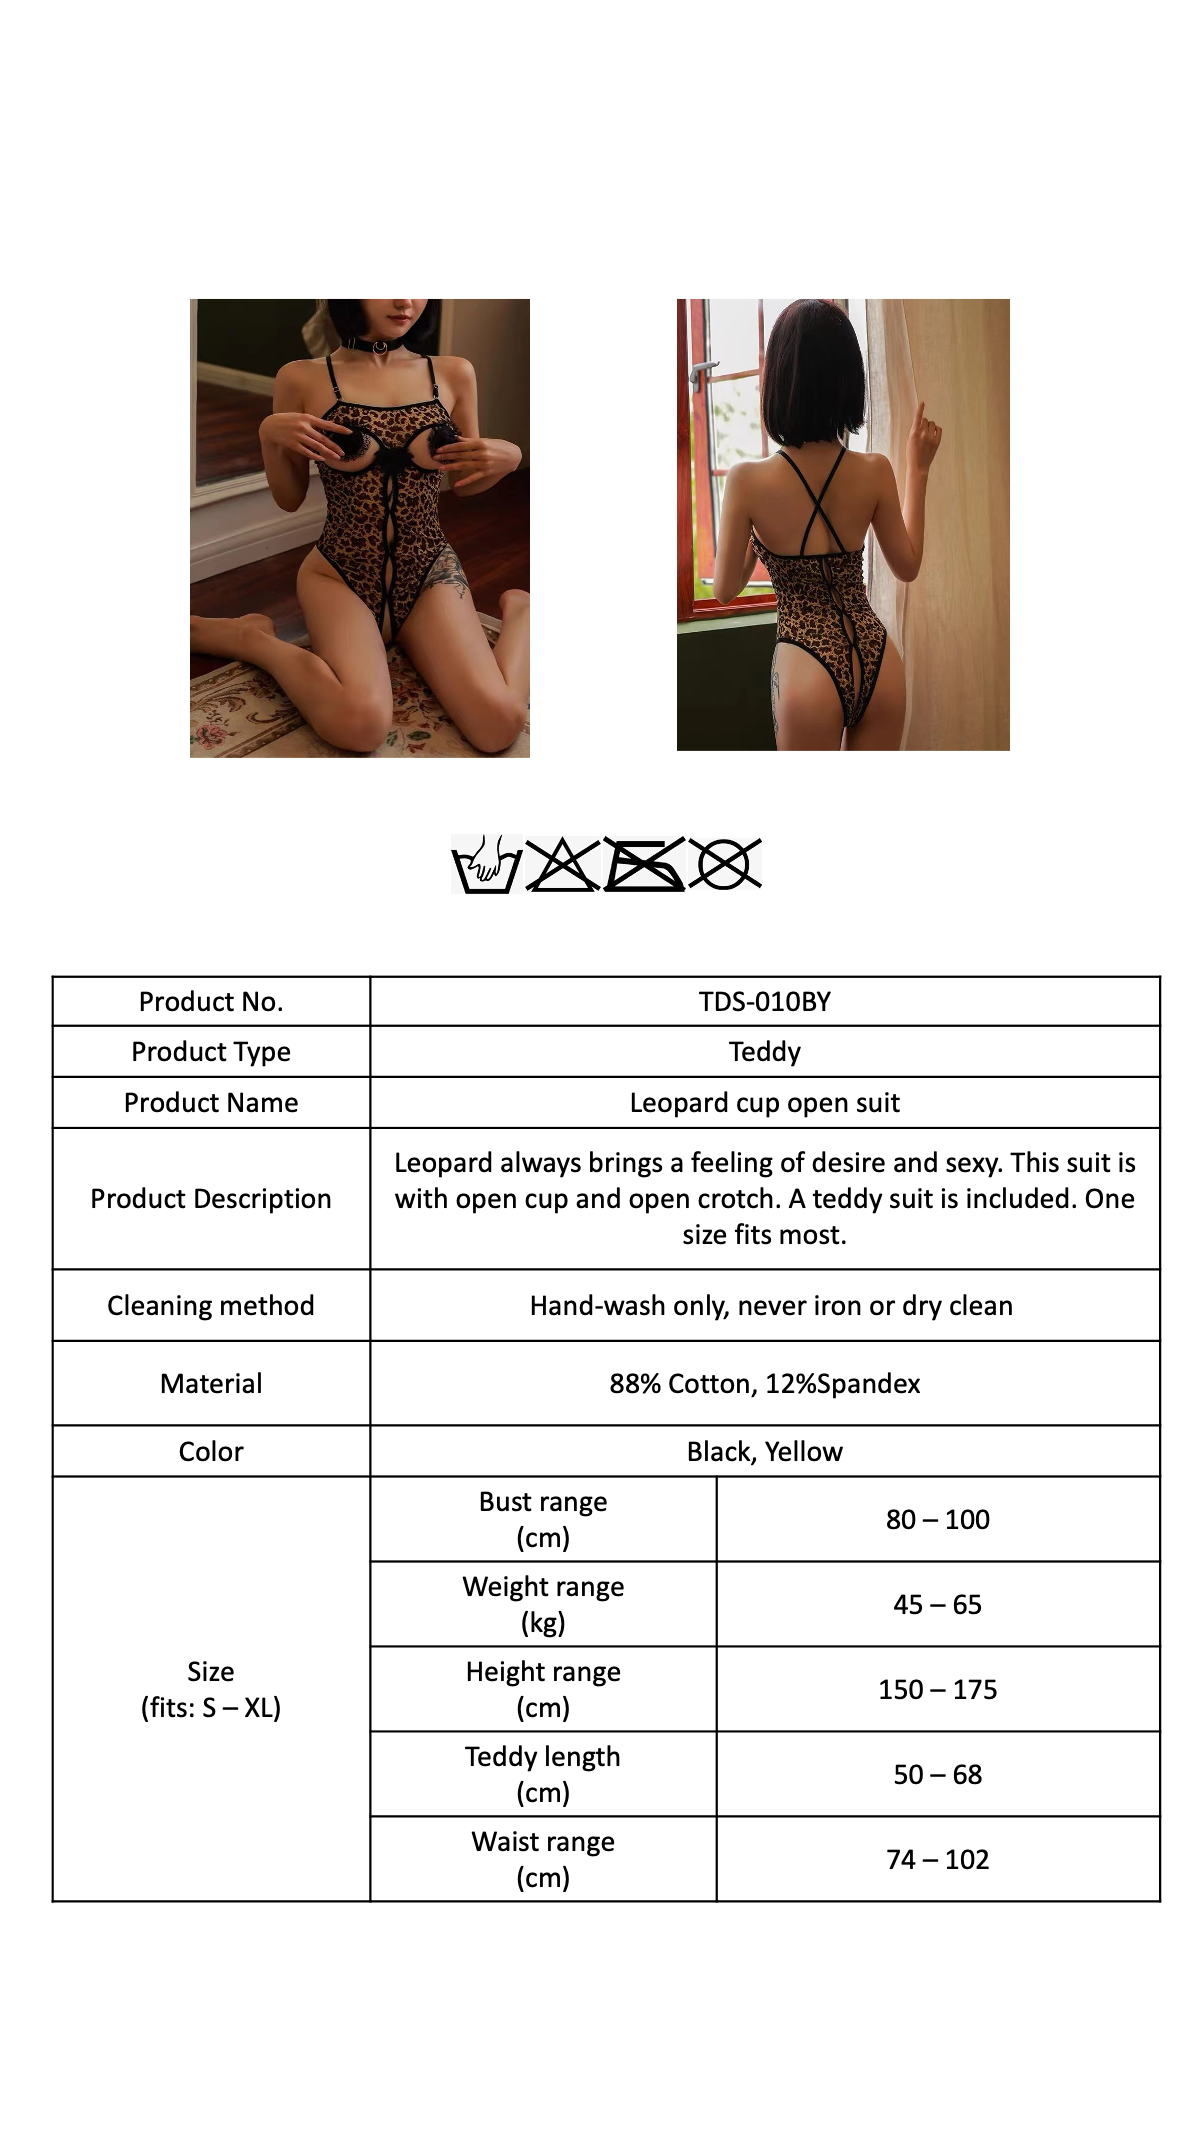 Product No.
TDS-010BY
Product Type
Teddy
Product Name
Leopard cup open suit
Product Description
Leopard always brings a feeling of desire and sexy. This suit is
with open cup and open crotch. A teddy suit is included. One
size fits most.
Cleaning method
Hand-wash only, never iron or dry clean
Material
88% Cotton, 12%Spandex
Color
Black, Yellow
Size
(fits: S – XL)
Bust range
(cm)
80 – 100
Weight range
(kg)
45 – 65
Height range
(cm)
150 – 175
Teddy length
(cm)
50 – 68
Waist range
(cm)
74 – 102